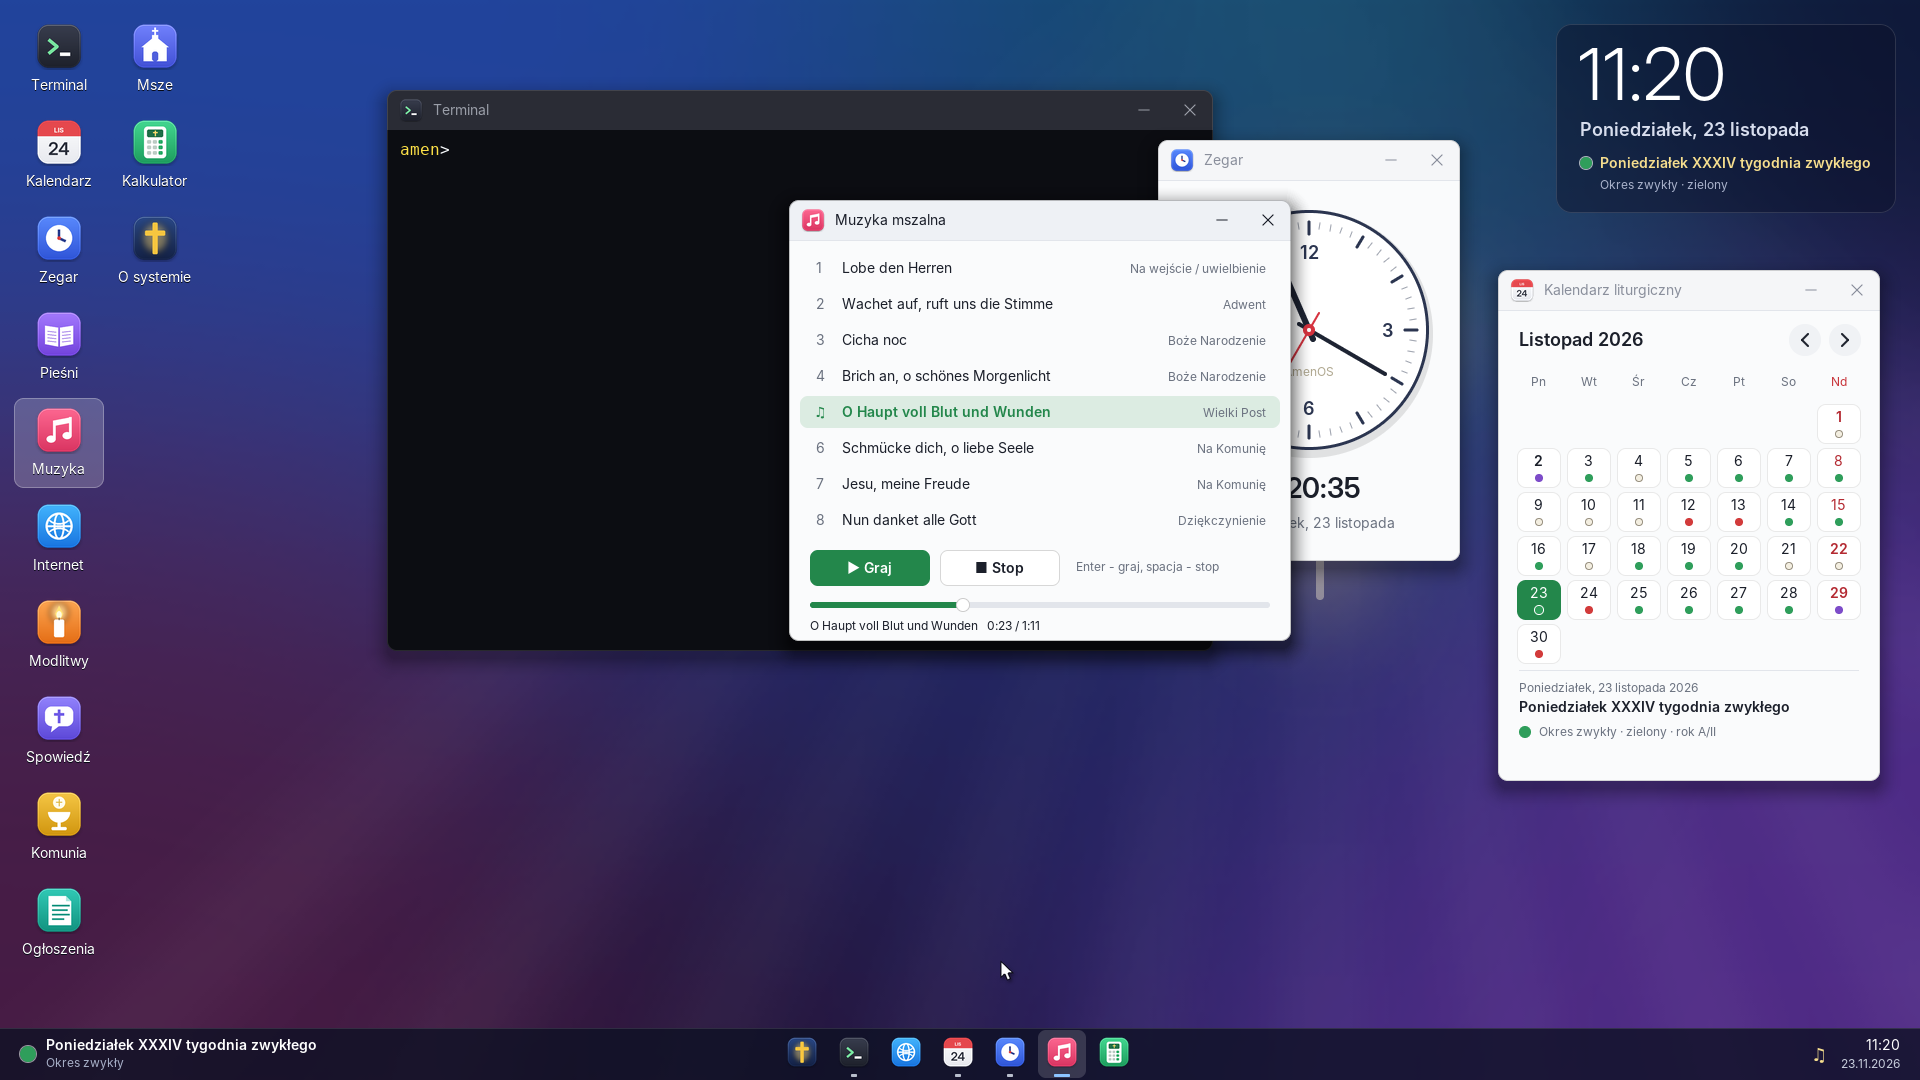 Terminal
Msze
LIS
24
Kalendarz
Kalkulator
Zegar
O systemie
Pieśni
Muzyka
Internet
Modlitwy
Spowiedź
Komunia
Ogłoszenia
Terminal
amen>
Zegar
12
3
6
menOS
20:35
ek, 23 listopada
Muzyka mszalna
1 Lobe den Herren Na wejście / uwielbienie
2 Wachet auf, ruft uns die Stimme Adwent
3 Cicha noc Boże Narodzenie
4 Brich an, o schönes Morgenlicht Boże Narodzenie
♫ O Haupt voll Blut und Wunden Wielki Post
6 Schmücke dich, o liebe Seele Na Komunię
7 Jesu, meine Freude Na Komunię
8 Nun danket alle Gott Dziękczynienie
▶ Graj
■ Stop
Enter - graj, spacja - stop
O Haupt voll Blut und Wunden 0:23 / 1:11
11:20
Poniedziałek, 23 listopada
Poniedziałek XXXIV tygodnia zwykłego
Okres zwykły · zielony
24
Kalendarz liturgiczny
Listopad 2026
Pn Wt Śr Cz Pt So Nd
1
2 3 4 5 6 7 8
9 10 11 12 13 14 15
16 17 18 19 20 21 22
23 24 25 26 27 28 29
30
Poniedziałek, 23 listopada 2026
Poniedziałek XXXIV tygodnia zwykłego
Okres zwykły · zielony · rok A/II
Poniedziałek XXXIV tygodnia zwykłego
Okres zwykły
24
♫
11:20
23.11.2026